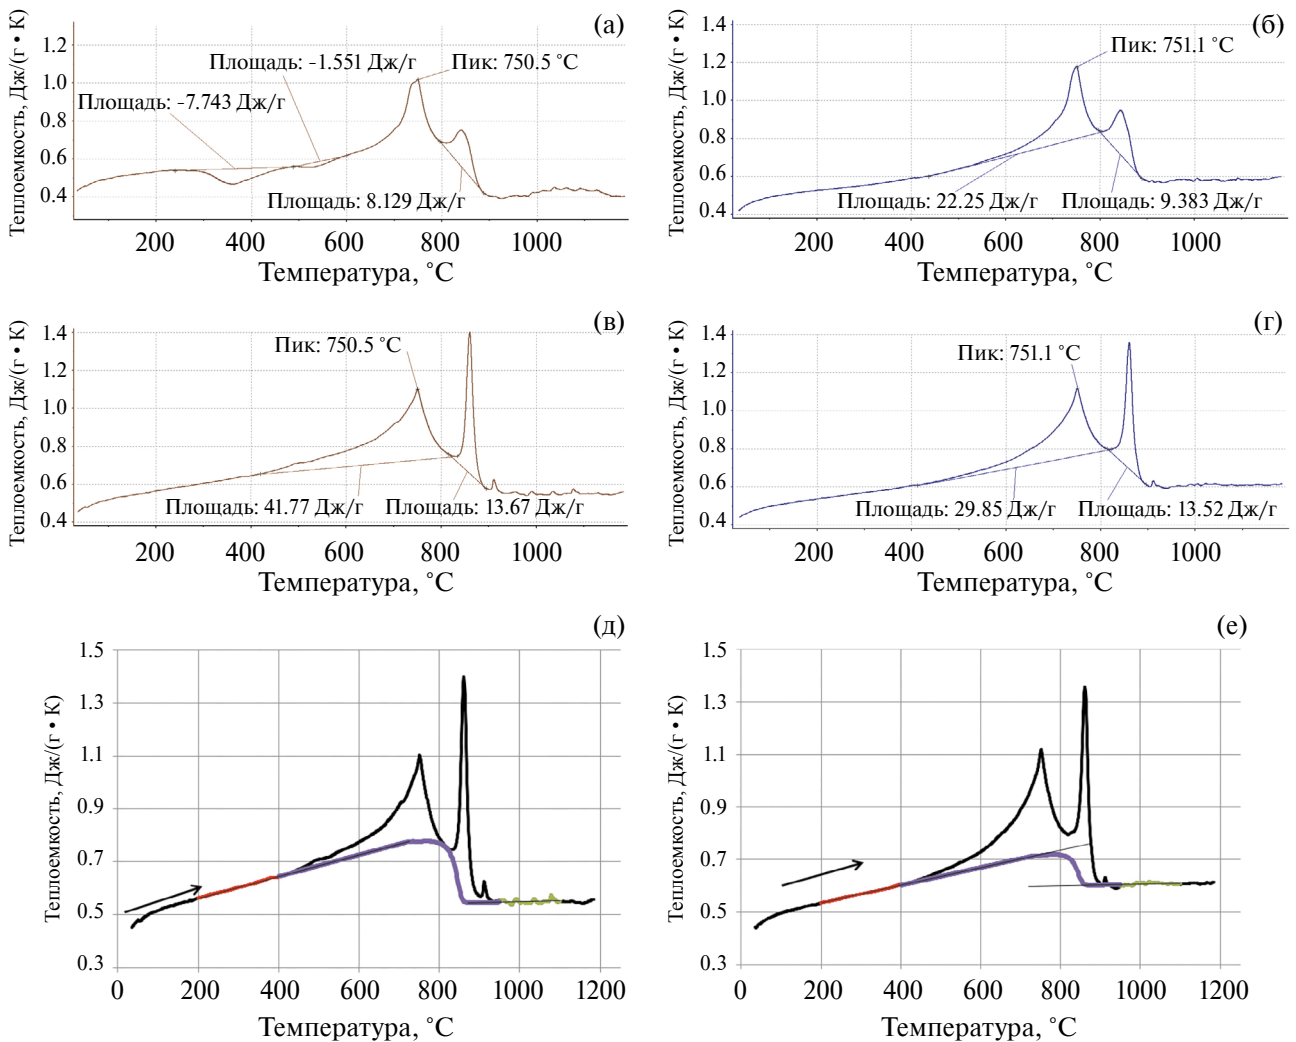 (а)
Теплоемкость, Дж/(г • К)
1.2
1.0
0.8
0.6
0.4
Площадь: -1.551 Дж/г
Пик: 750.5 °C
Площадь: -7.743 Дж/г
Площадь: 8.129 Дж/г
200 400 600 800 1000
Температура, °C
(б)
Теплоемкость, Дж/(г • К)
1.4
1.2
1.0
0.8
0.6
0.4
Пик: 751.1 °C
Площадь: 22.25 Дж/г
Площадь: 9.383 Дж/г
200 400 600 800 1000
Температура, °C
(в)
Теплоемкость, Дж/(г • К)
1.4
1.2
1.0
0.8
0.6
0.4
Пик: 750.5 °C
Площадь: 41.77 Дж/г
Площадь: 13.67 Дж/г
200 400 600 800 1000
Температура, °C
(г)
Теплоемкость, Дж/(г • К)
1.4
1.2
1.0
0.8
0.6
0.4
Пик: 751.1 °C
Площадь: 29.85 Дж/г
Площадь: 13.52 Дж/г
200 400 600 800 1000
Температура, °C
(д)
Теплоемкость, Дж/(г • К)
1.5
1.3
1.1
0.9
0.7
0.5
0.3
0 200 400 600 800 1000 1200
Температура, °C
(е)
Теплоемкость, Дж/(г • К)
1.5
1.3
1.1
0.9
0.7
0.5
0.3
0 200 400 600 800 1000 1200
Температура, °C